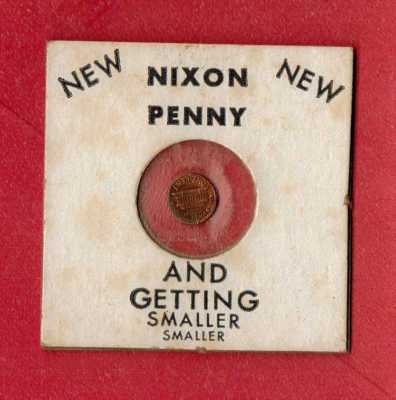 NEW NIXON NEW
PENNY
AND
GETTING
SMALLER
SMALLER